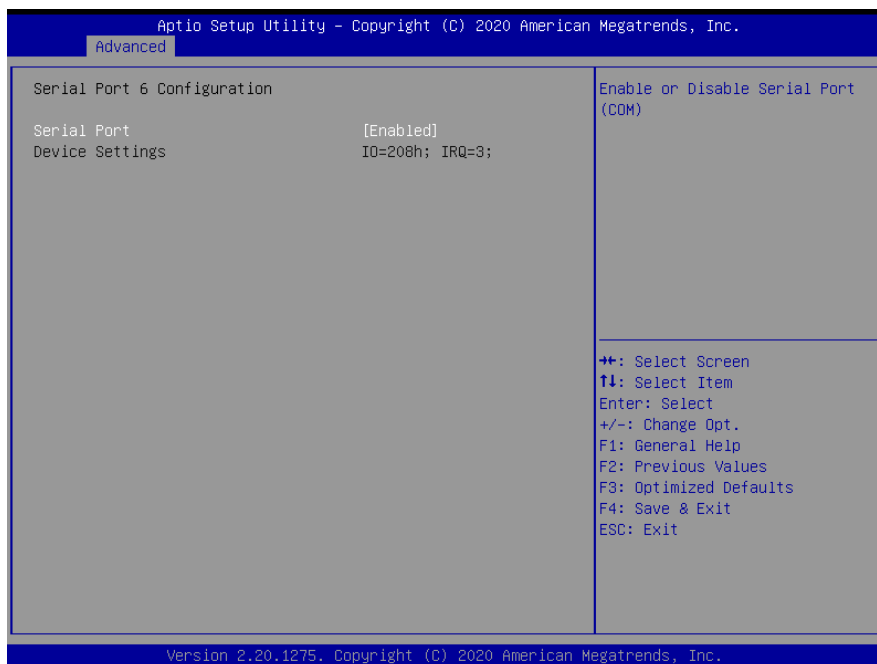 Aptio Setup Utility – Copyright (C) 2020 American Megatrends, Inc.
Advanced
Serial Port 6 Configuration
Serial Port [Enabled]
Device Settings IO=208h; IRQ=3;
Enable or Disable Serial Port
(COM)
→←: Select Screen
↑↓: Select Item
Enter: Select
+/-: Change Opt.
F1: General Help
F2: Previous Values
F3: Optimized Defaults
F4: Save & Exit
ESC: Exit
Version 2.20.1275. Copyright (C) 2020 American Megatrends, Inc.